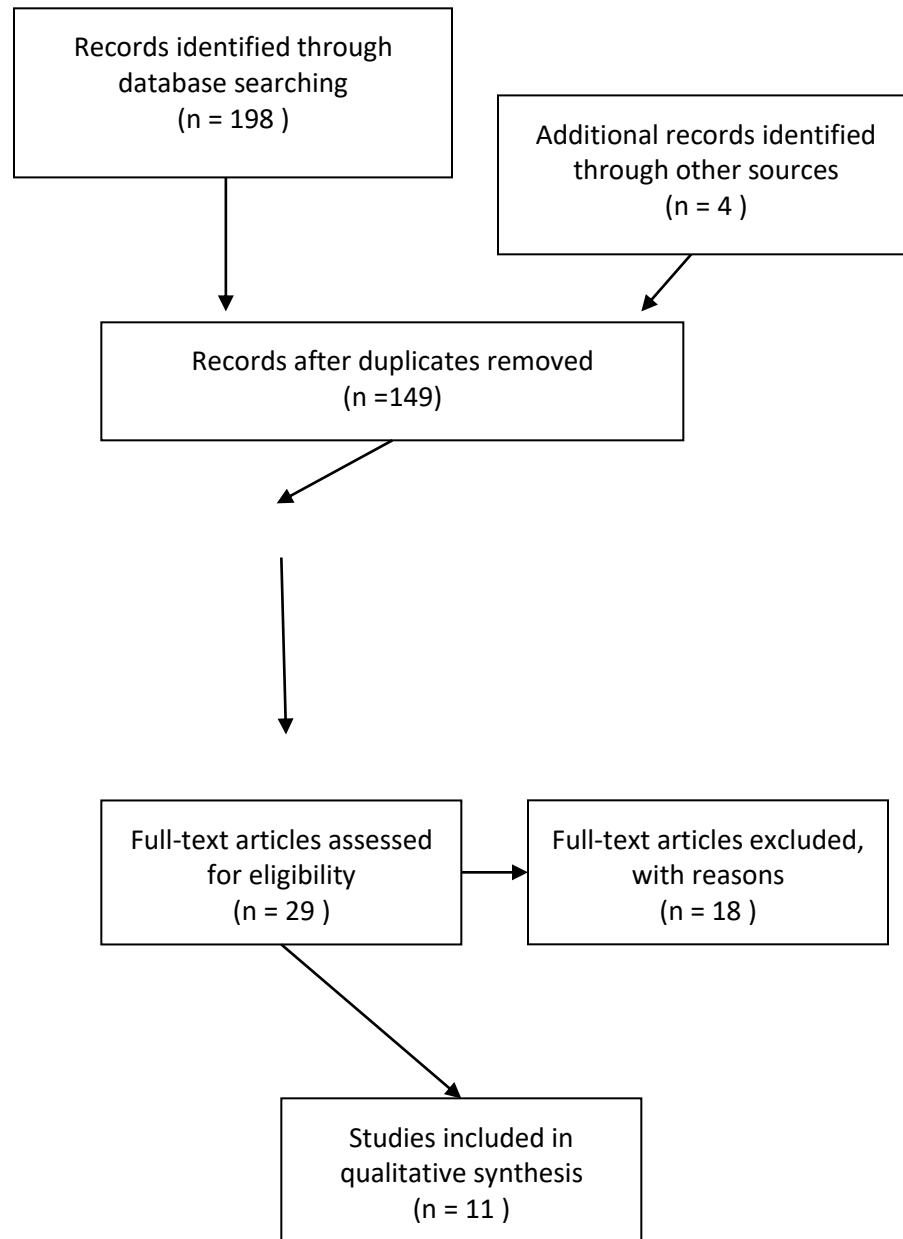 Records identified through
database searching
(n = 198 )
Additional records identified
through other sources
(n = 4 )
Records after duplicates removed
(n =149)
Full-text articles assessed
for eligibility
(n = 29 )
Full-text articles excluded,
with reasons
(n = 18 )
Studies included in
qualitative synthesis
(n = 11 )